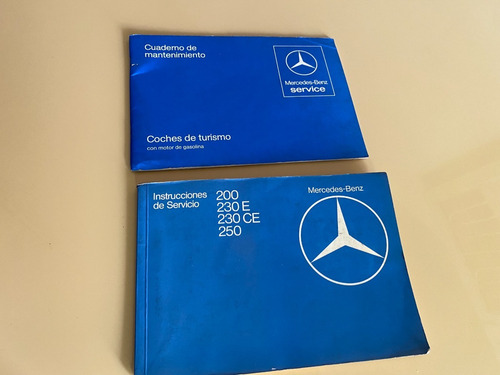 Cuaderno de
mantenimiento
Mercedes-Benz
service
Coches de turismo
con motor de gasolina
Instrucciones
de Servicio
200
230 E
230 CE
250
Mercedes-Benz